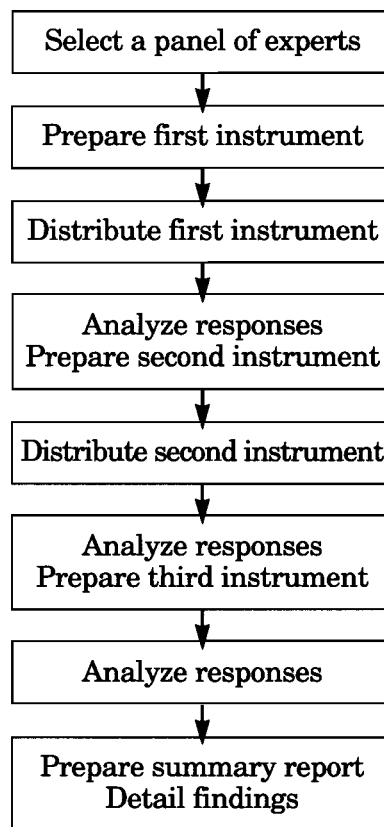 Select a panel of experts
Prepare first instrument
Distribute first instrument
Analyze responses
Prepare second instrument
Distribute second instrument
Analyze responses
Prepare third instrument
Analyze responses
Prepare summary report
Detail findings